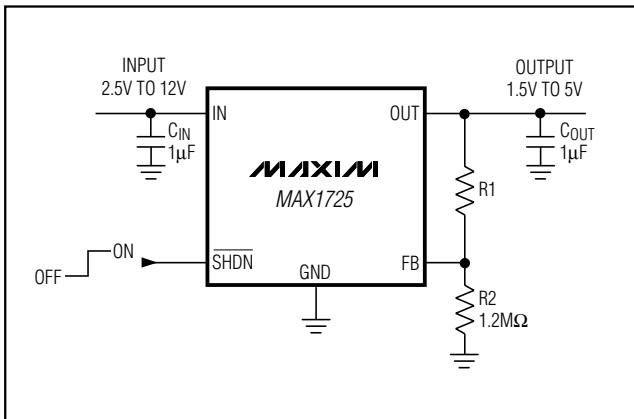 INPUT
2.5V TO 12V
OUTPUT
1.5V TO 5V
IN
OUT
CIN
1µF
COUT
1µF
MAXIM
MAX1725
R1
OFF
ON
SHDN
GND
FB
R2
1.2MΩ